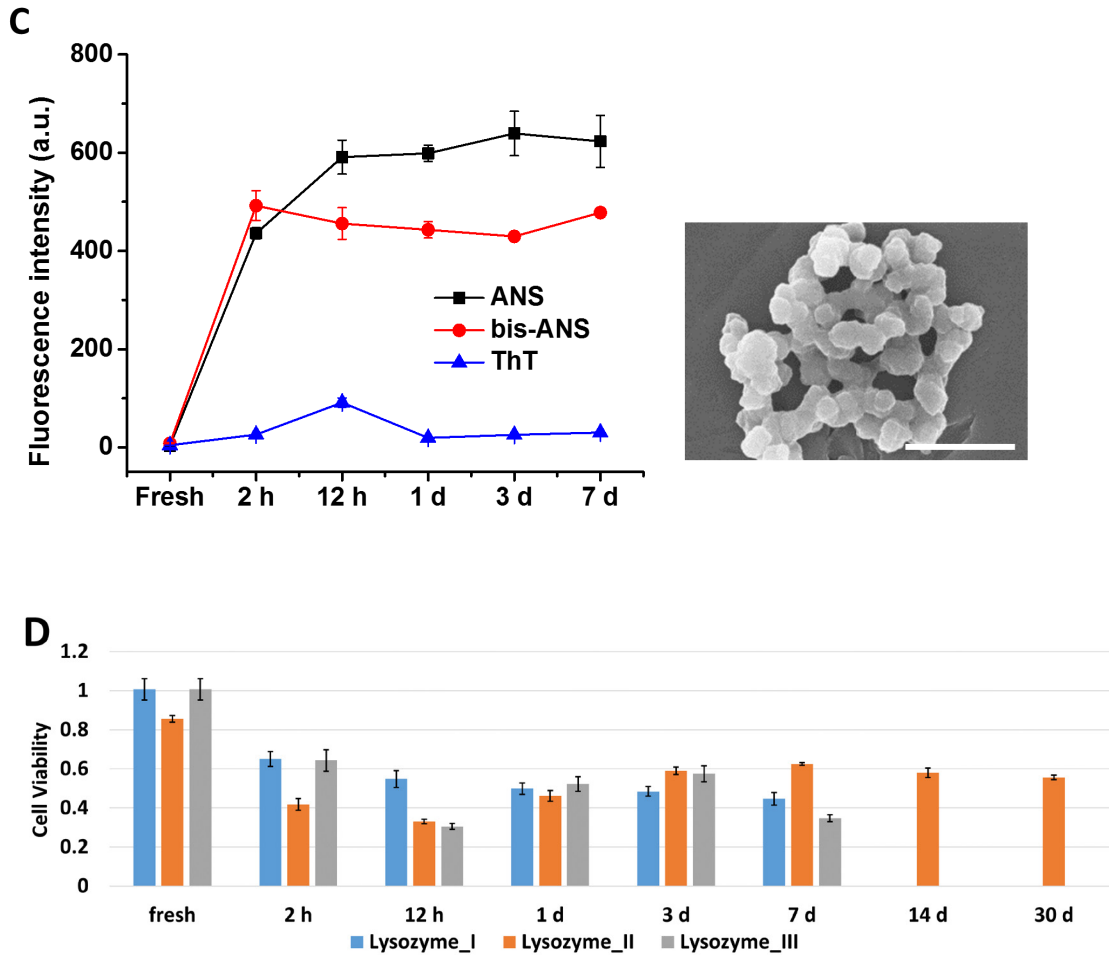 C
800
600
400
200
0
Fluorescence intensity (a.u.)
ANS
bis-ANS
ThT
Fresh 2 h 12 h 1 d 3 d 7 d
D
1.2
1
0.8
0.6
0.4
0.2
0
Cell Viability
fresh 2 h 12 h 1 d 3 d 7 d 14 d 30 d
Lysozyme_I Lysozyme_II Lysozyme_III